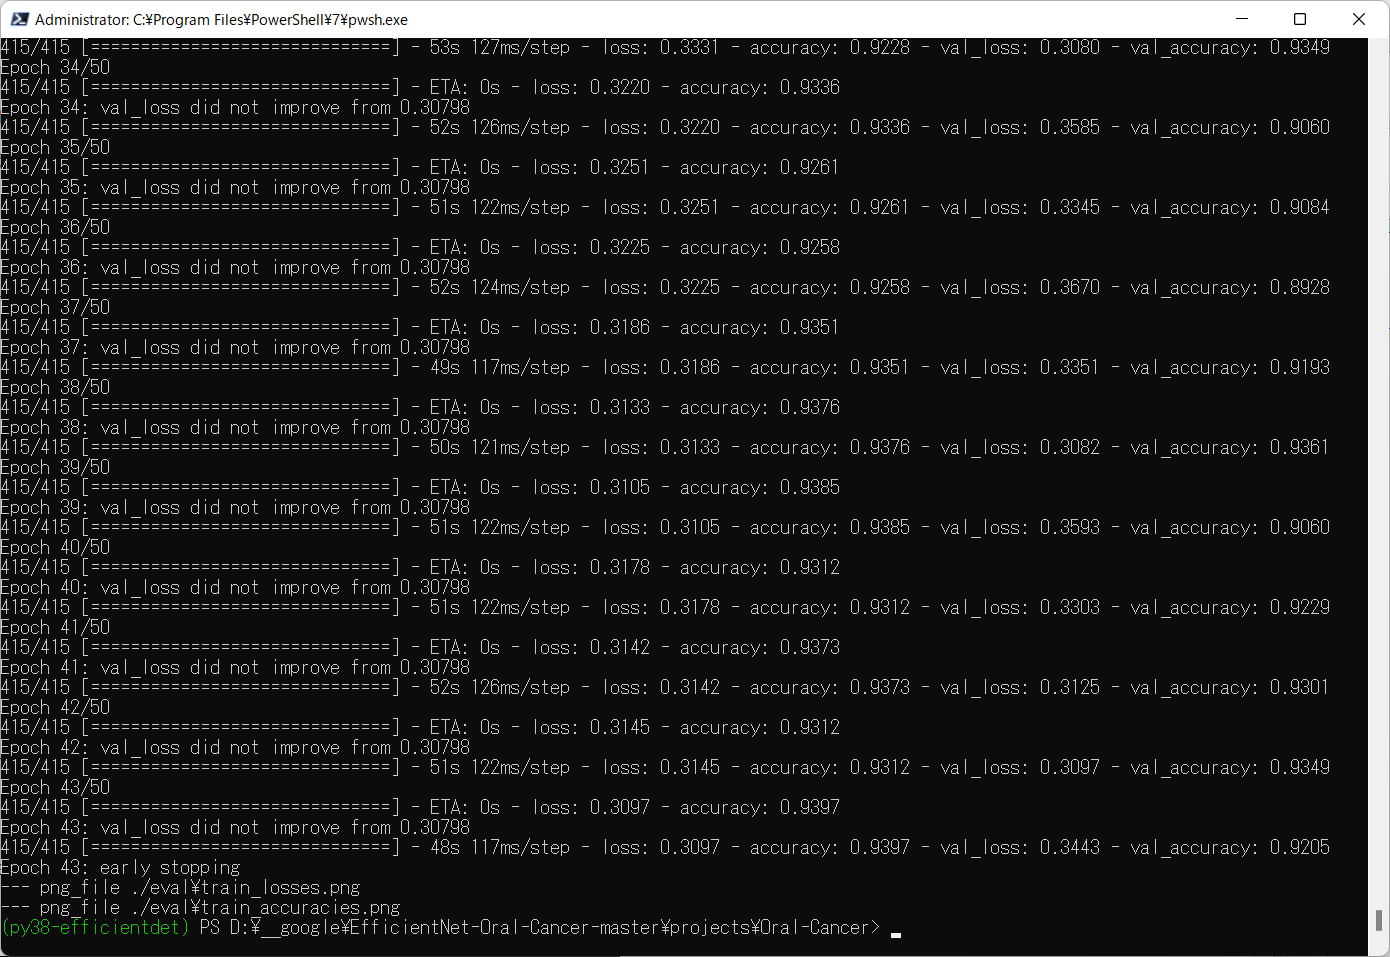 Administrator: C:¥Program Files¥PowerShell¥7¥pwsh.exe
415/415 [==============================] - 53s 127ms/step - loss: 0.3331 - accuracy: 0.9228 - val_loss: 0.3080 - val_accuracy: 0.9349
Epoch 34/50
415/415 [==============================] - ETA: 0s - loss: 0.3220 - accuracy: 0.9336
Epoch 34: val_loss did not improve from 0.30798
415/415 [==============================] - 52s 126ms/step - loss: 0.3220 - accuracy: 0.9336 - val_loss: 0.3585 - val_accuracy: 0.9060
Epoch 35/50
415/415 [==============================] - ETA: 0s - loss: 0.3251 - accuracy: 0.9261
Epoch 35: val_loss did not improve from 0.30798
415/415 [==============================] - 51s 122ms/step - loss: 0.3251 - accuracy: 0.9261 - val_loss: 0.3345 - val_accuracy: 0.9084
Epoch 36/50
415/415 [==============================] - ETA: 0s - loss: 0.3225 - accuracy: 0.9258
Epoch 36: val_loss did not improve from 0.30798
415/415 [==============================] - 52s 124ms/step - loss: 0.3225 - accuracy: 0.9258 - val_loss: 0.3670 - val_accuracy: 0.8928
Epoch 37/50
415/415 [==============================] - ETA: 0s - loss: 0.3186 - accuracy: 0.9351
Epoch 37: val_loss did not improve from 0.30798
415/415 [==============================] - 49s 117ms/step - loss: 0.3186 - accuracy: 0.9351 - val_loss: 0.3351 - val_accuracy: 0.9193
Epoch 38/50
415/415 [==============================] - ETA: 0s - loss: 0.3133 - accuracy: 0.9376
Epoch 38: val_loss did not improve from 0.30798
415/415 [==============================] - 50s 121ms/step - loss: 0.3133 - accuracy: 0.9376 - val_loss: 0.3082 - val_accuracy: 0.9361
Epoch 39/50
415/415 [==============================] - ETA: 0s - loss: 0.3105 - accuracy: 0.9385
Epoch 39: val_loss did not improve from 0.30798
415/415 [==============================] - 51s 122ms/step - loss: 0.3105 - accuracy: 0.9385 - val_loss: 0.3593 - val_accuracy: 0.9060
Epoch 40/50
415/415 [==============================] - ETA: 0s - loss: 0.3178 - accuracy: 0.9312
Epoch 40: val_loss did not improve from 0.30798
415/415 [==============================] - 51s 122ms/step - loss: 0.3178 - accuracy: 0.9312 - val_loss: 0.3303 - val_accuracy: 0.9229
Epoch 41/50
415/415 [==============================] - ETA: 0s - loss: 0.3142 - accuracy: 0.9373
Epoch 41: val_loss did not improve from 0.30798
415/415 [==============================] - 52s 126ms/step - loss: 0.3142 - accuracy: 0.9373 - val_loss: 0.3125 - val_accuracy: 0.9301
Epoch 42/50
415/415 [==============================] - ETA: 0s - loss: 0.3145 - accuracy: 0.9312
Epoch 42: val_loss did not improve from 0.30798
415/415 [==============================] - 51s 122ms/step - loss: 0.3145 - accuracy: 0.9312 - val_loss: 0.3097 - val_accuracy: 0.9349
Epoch 43/50
415/415 [==============================] - ETA: 0s - loss: 0.3097 - accuracy: 0.9397
Epoch 43: val_loss did not improve from 0.30798
415/415 [==============================] - 48s 117ms/step - loss: 0.3097 - accuracy: 0.9397 - val_loss: 0.3443 - val_accuracy: 0.9205
Epoch 43: early stopping
--- png_file ./eval¥train_losses.png
--- png_file ./eval¥train_accuracies.png
(py38-efficientdet) PS D:¥__google¥EfficientNet-Oral-Cancer-master¥projects¥Oral-Cancer>